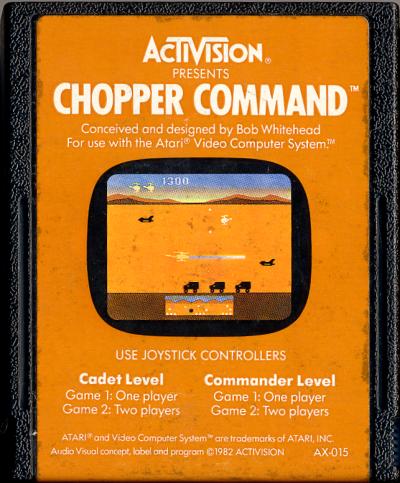 ACTIVISION®
PRESENTS
CHOPPER COMMAND™
Conceived and designed by Bob Whitehead
For use with the Atari® Video Computer System.™
1300
USE JOYSTICK CONTROLLERS
Cadet Level
Game 1: One player
Game 2: Two players
Commander Level
Game 1: One player
Game 2: Two players
ATARI® and Video Computer System™ are trademarks of ATARI, INC.
Audio Visual concept, label and program ©1982 ACTIVISION AX-015